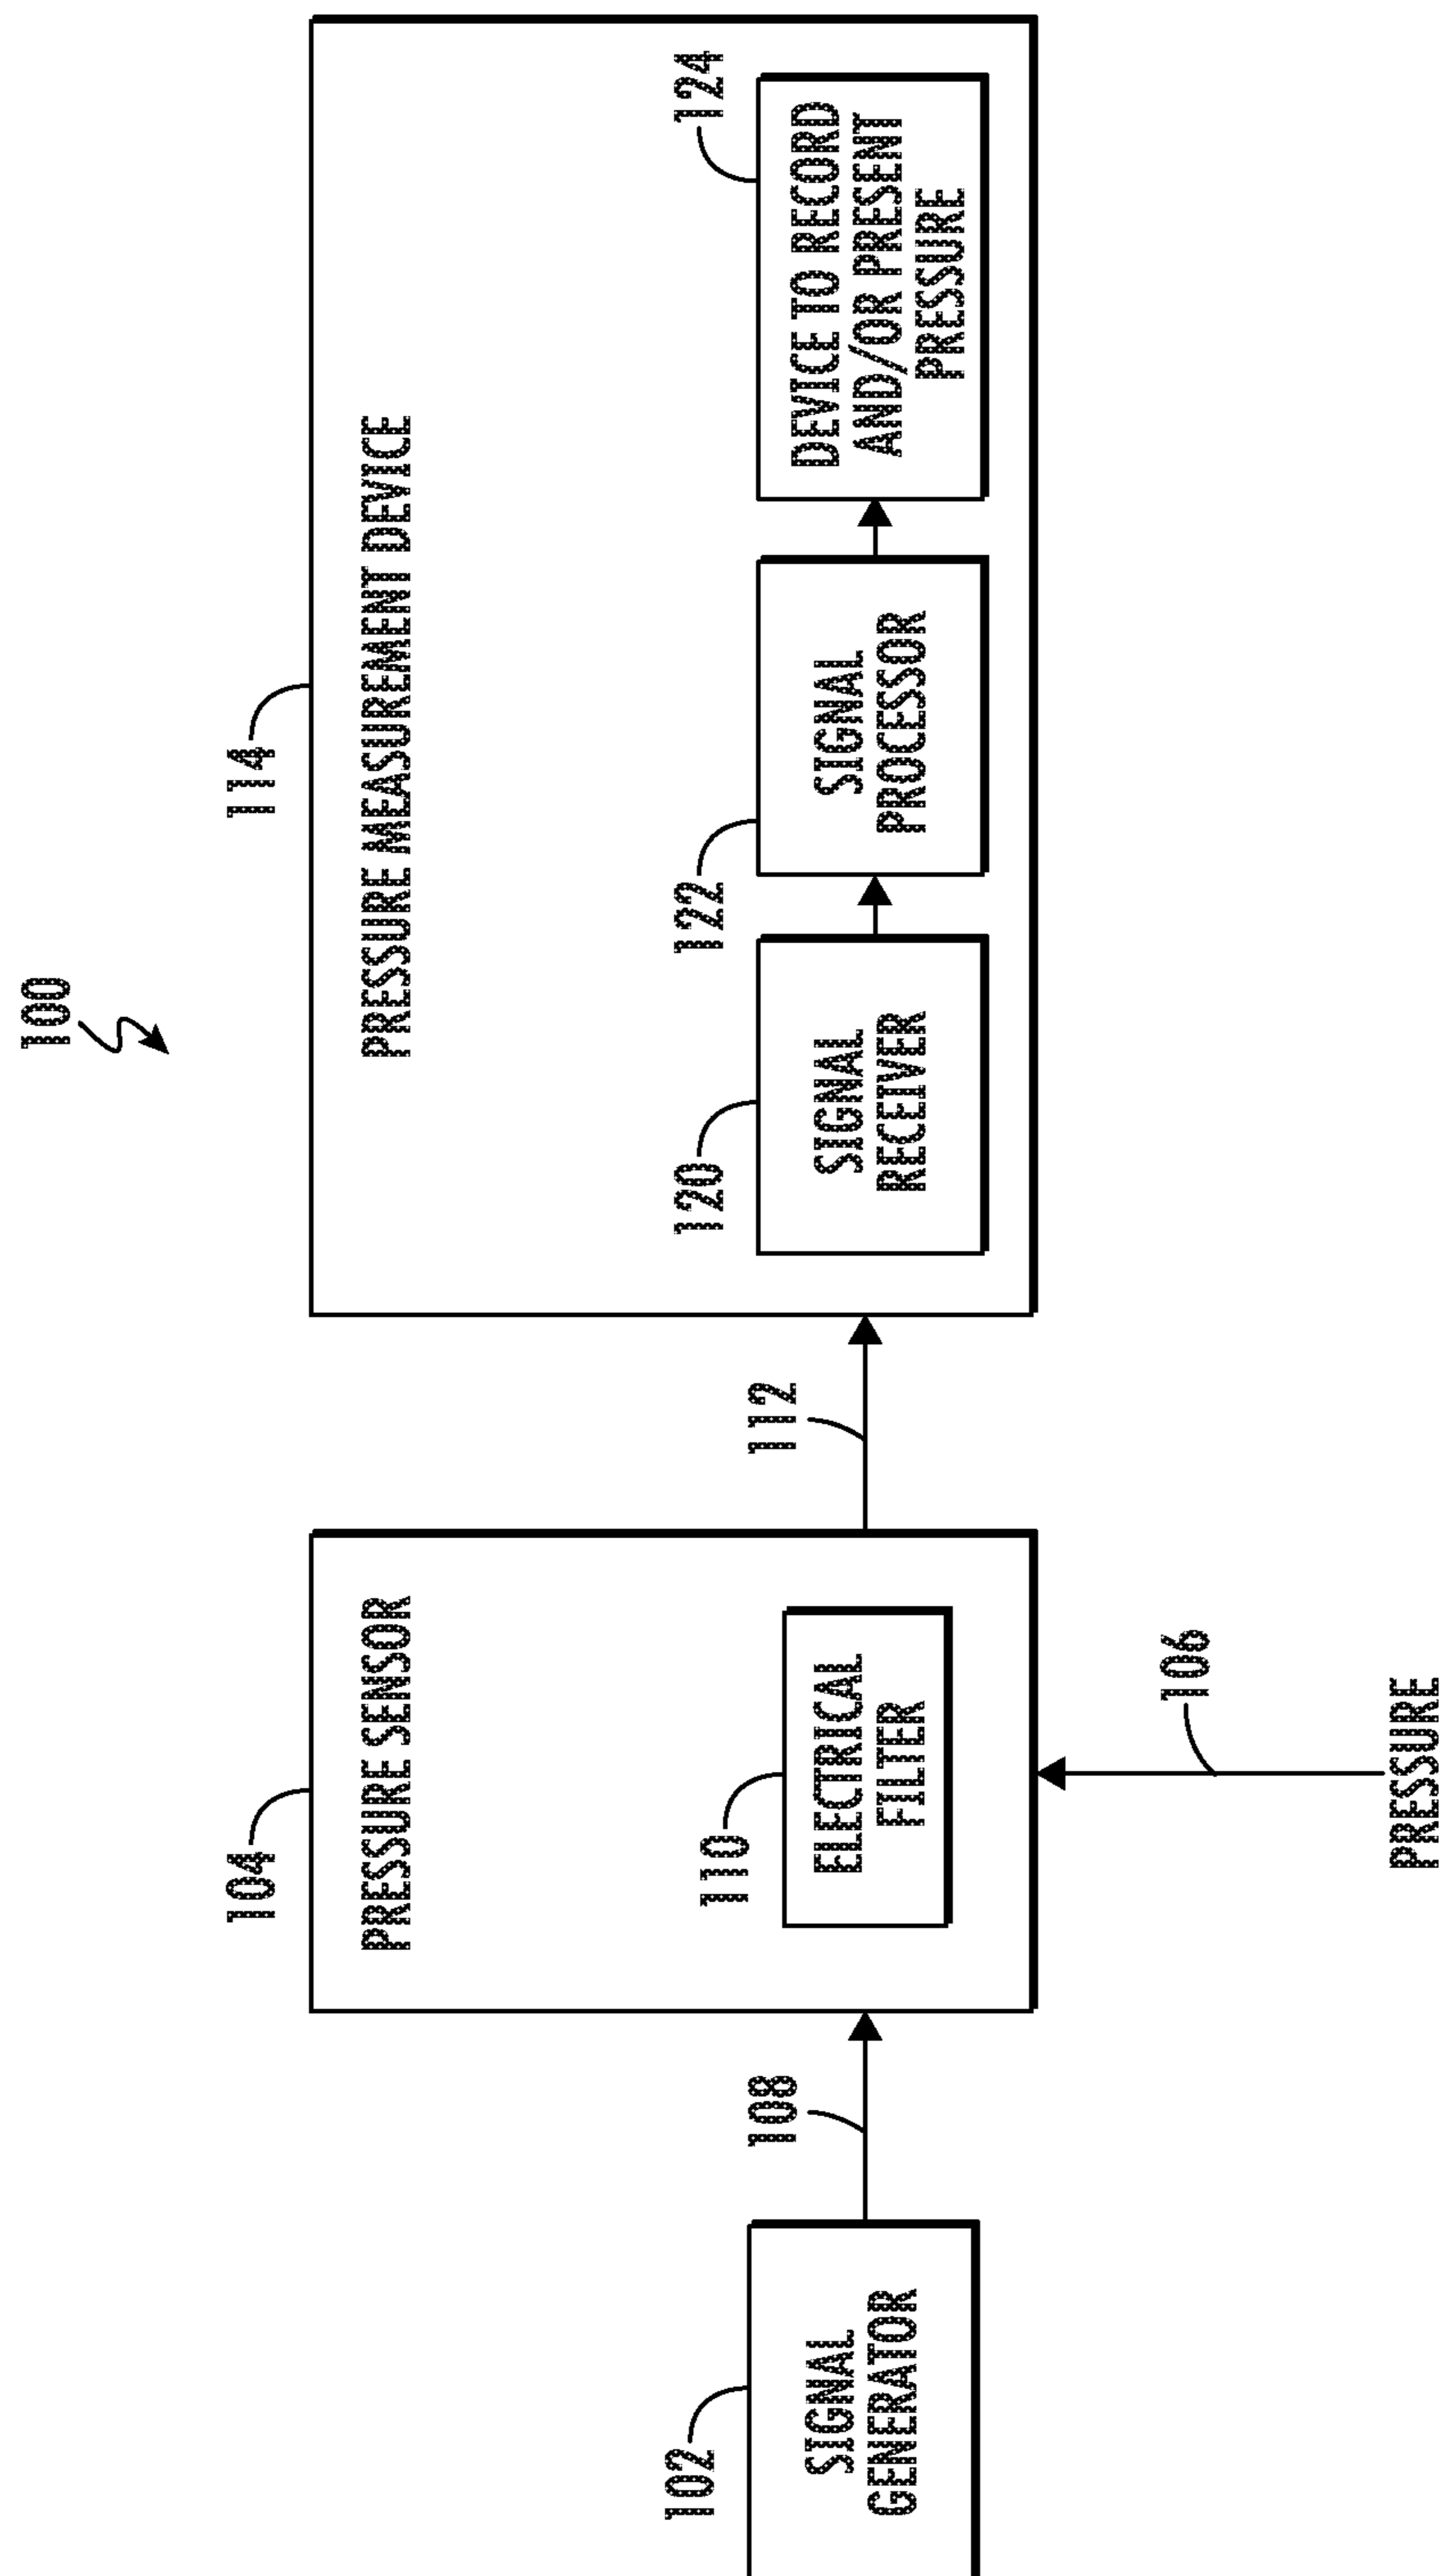 100
114
PRESSURE MEASUREMENT DEVICE
104
PRESSURE SENSOR
102
SIGNAL
GENERATOR
108
110
ELECTRICAL
FILTER
112
120
SIGNAL
RECEIVER
122
SIGNAL
PROCESSOR
124
DEVICE TO RECORD
AND/OR PRESENT
PRESSURE
106
PRESSURE